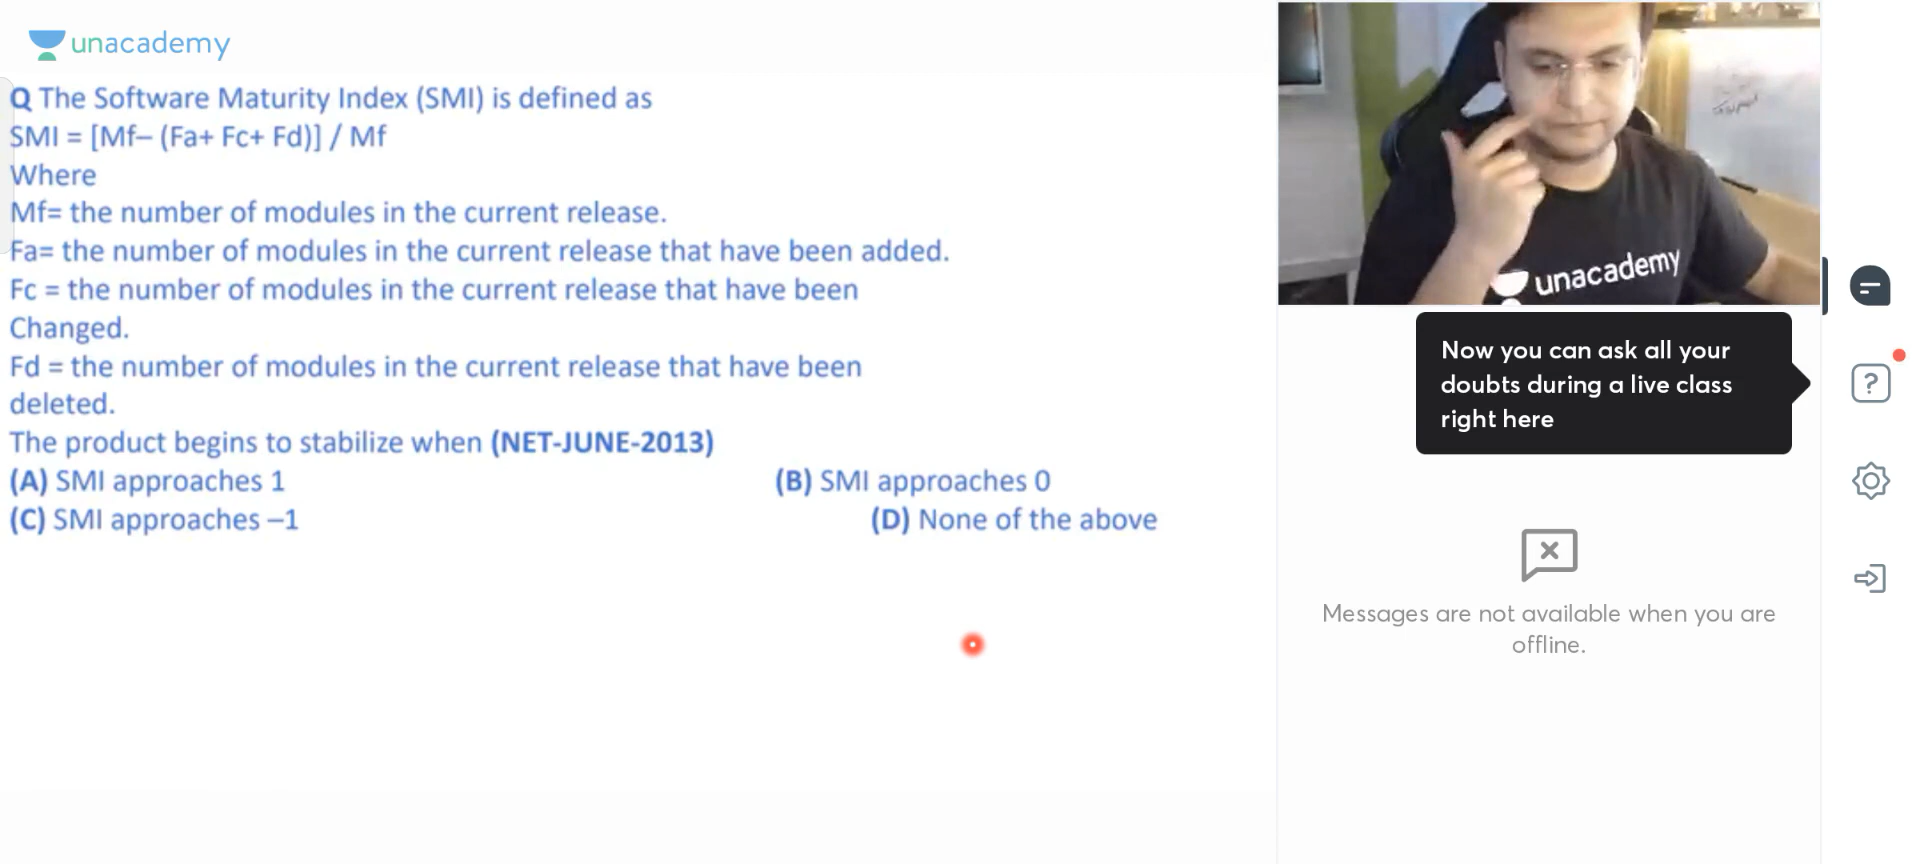 unacademy
Q The Software Maturity Index (SMI) is defined as
SMI = [Mf– (Fa+ Fc+ Fd)] / Mf
Where
Mf= the number of modules in the current release.
Fa= the number of modules in the current release that have been added.
Fc = the number of modules in the current release that have been
Changed.
Fd = the number of modules in the current release that have been
deleted.
The product begins to stabilize when (NET-JUNE-2013)
(A) SMI approaches 1 (B) SMI approaches 0
(C) SMI approaches –1 (D) None of the above
unacademy
Now you can ask all your
doubts during a live class
right here
?
Messages are not available when you are
offline.